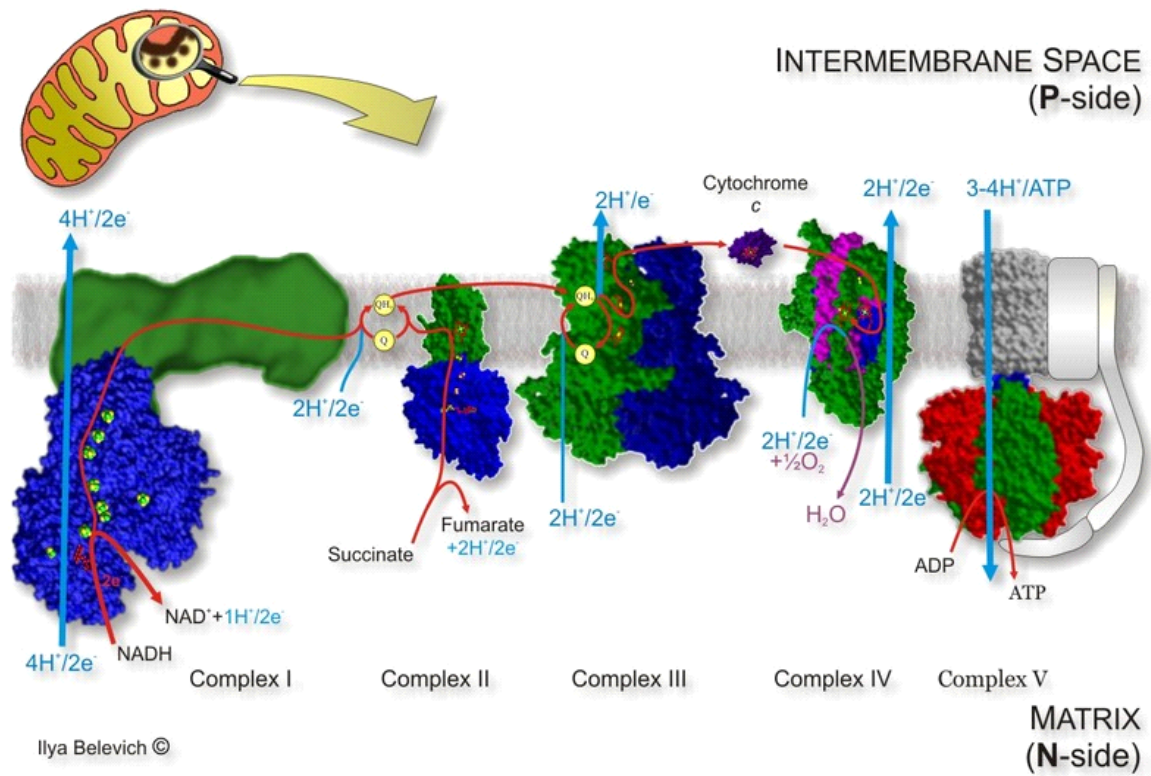 INTERMEMBRANE SPACE
(P-side)
4H⁺/2e⁻
2H⁺/e⁻
Cytochrome
c
2H⁺/2e⁻
3-4H⁺/ATP
QH₂
Q
QH₂
Q
2H⁺/2e⁻
2H⁺/2e⁻
+½O₂
2H⁺/2e⁻
H₂O
2H⁺/2e⁻
Fumarate
+2H⁺/2e⁻
Succinate
ADP
ATP
2e⁻
NAD⁺+1H⁺/2e⁻
NADH
4H⁺/2e⁻
Complex I
Complex II
Complex III
Complex IV
Complex V
MATRIX
(N-side)
Ilya Belevich ©